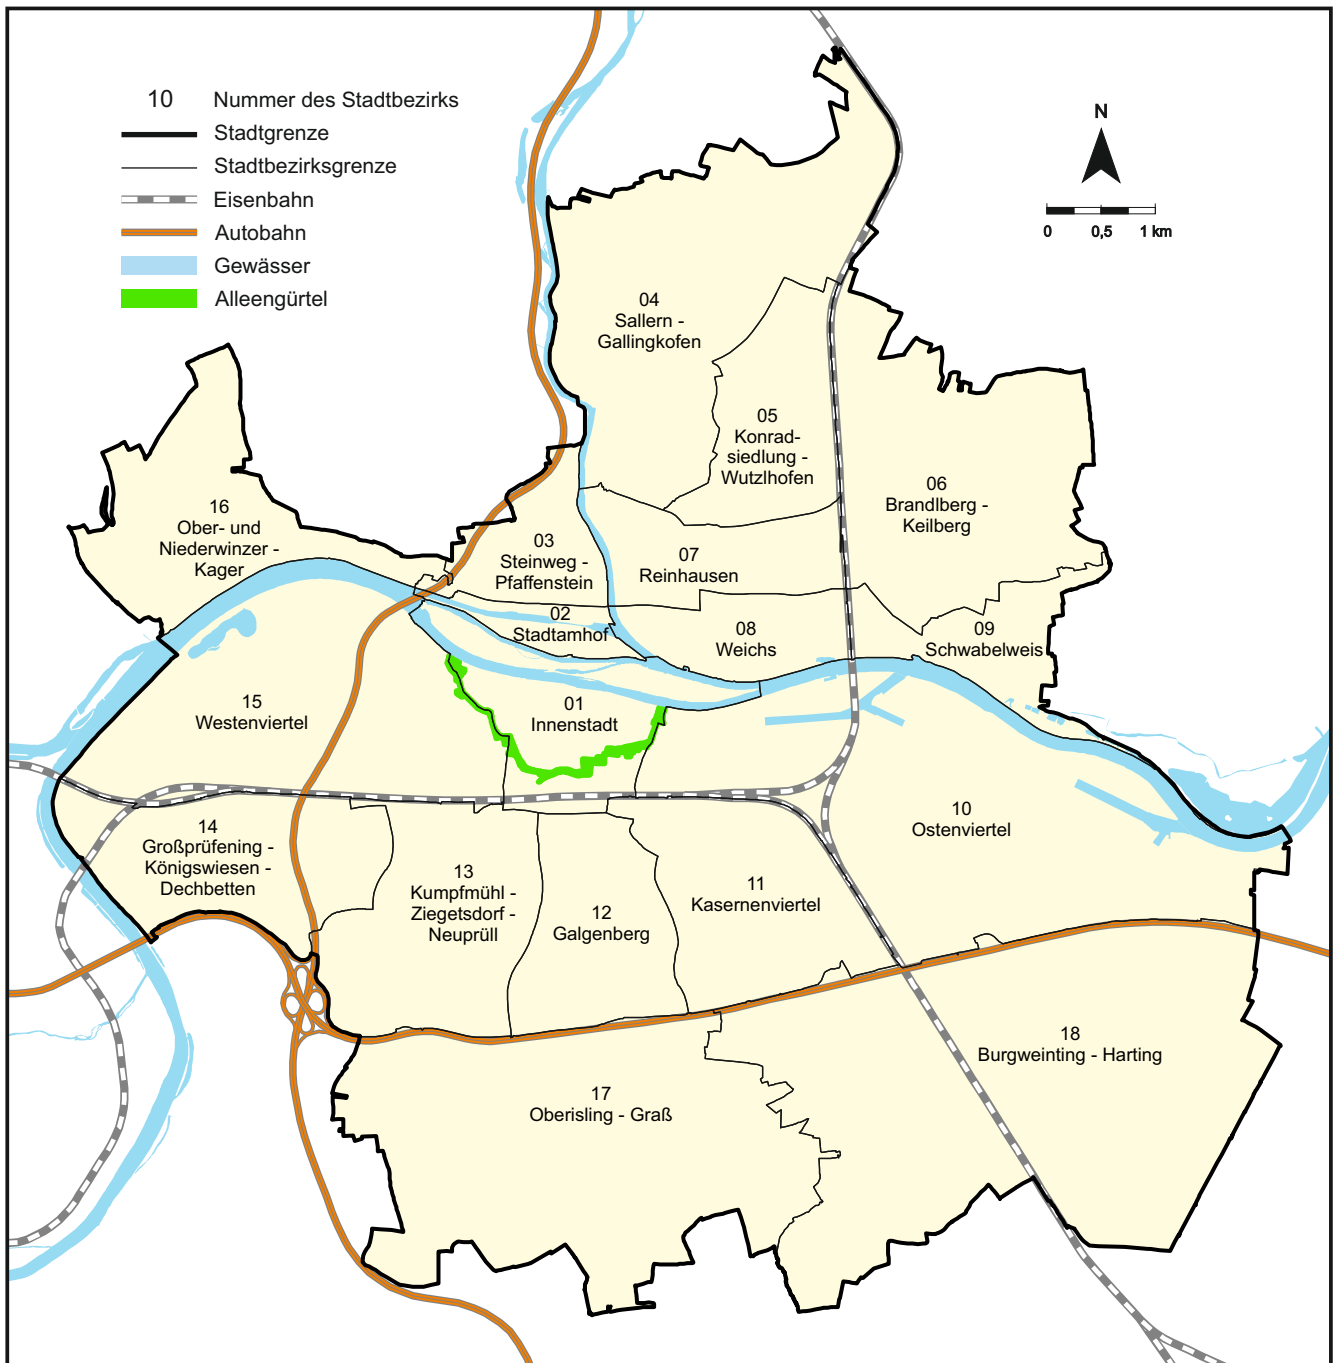 10 Nummer des Stadtbezirks
Stadtgrenze
Stadtbezirksgrenze
Eisenbahn
Autobahn
Gewässer
Alleengürtel
N
0 0,5 1 km
04
Sallern -
Gallingkofen
05
Konrad-
siedlung -
Wutzlhofen
06
Brandlberg -
Keilberg
16
Ober- und
Niederwinzer -
Kager
03
Steinweg -
Pfaffenstein
07
Reinhausen
02
Stadtamhof
08
Weichs
09
Schwabelweis
15
Westenviertel
01
Innenstadt
10
Ostenviertel
14
Großprüfening -
Königswiesen -
Dechbetten
13
Kumpfmühl -
Ziegetsdorf -
Neuprüll
12
Galgenberg
11
Kasernenviertel
18
Burgweinting - Harting
17
Oberisling - Graß